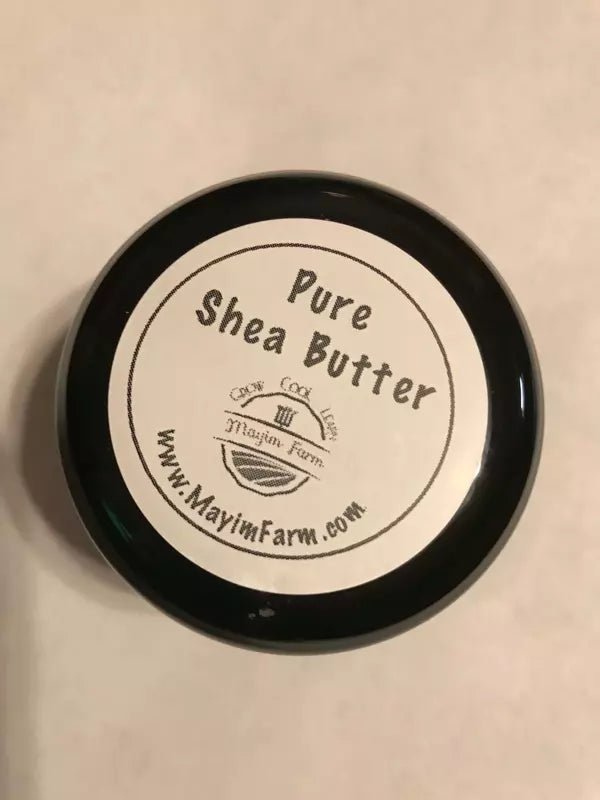 Pure
Shea Butter
Grow Cook Learn
Mayim Farm
www.MayimFarm.com